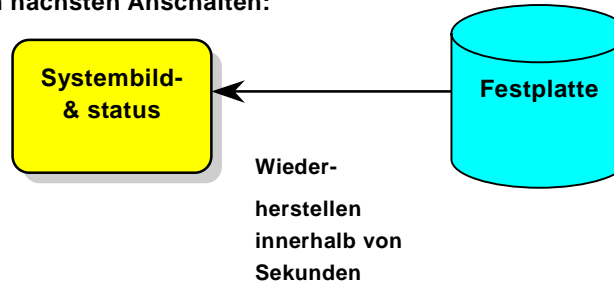 nächsten Anschalten:
Systembild-
& status
Festplatte
Wieder-
herstellen
innerhalb von
Sekunden